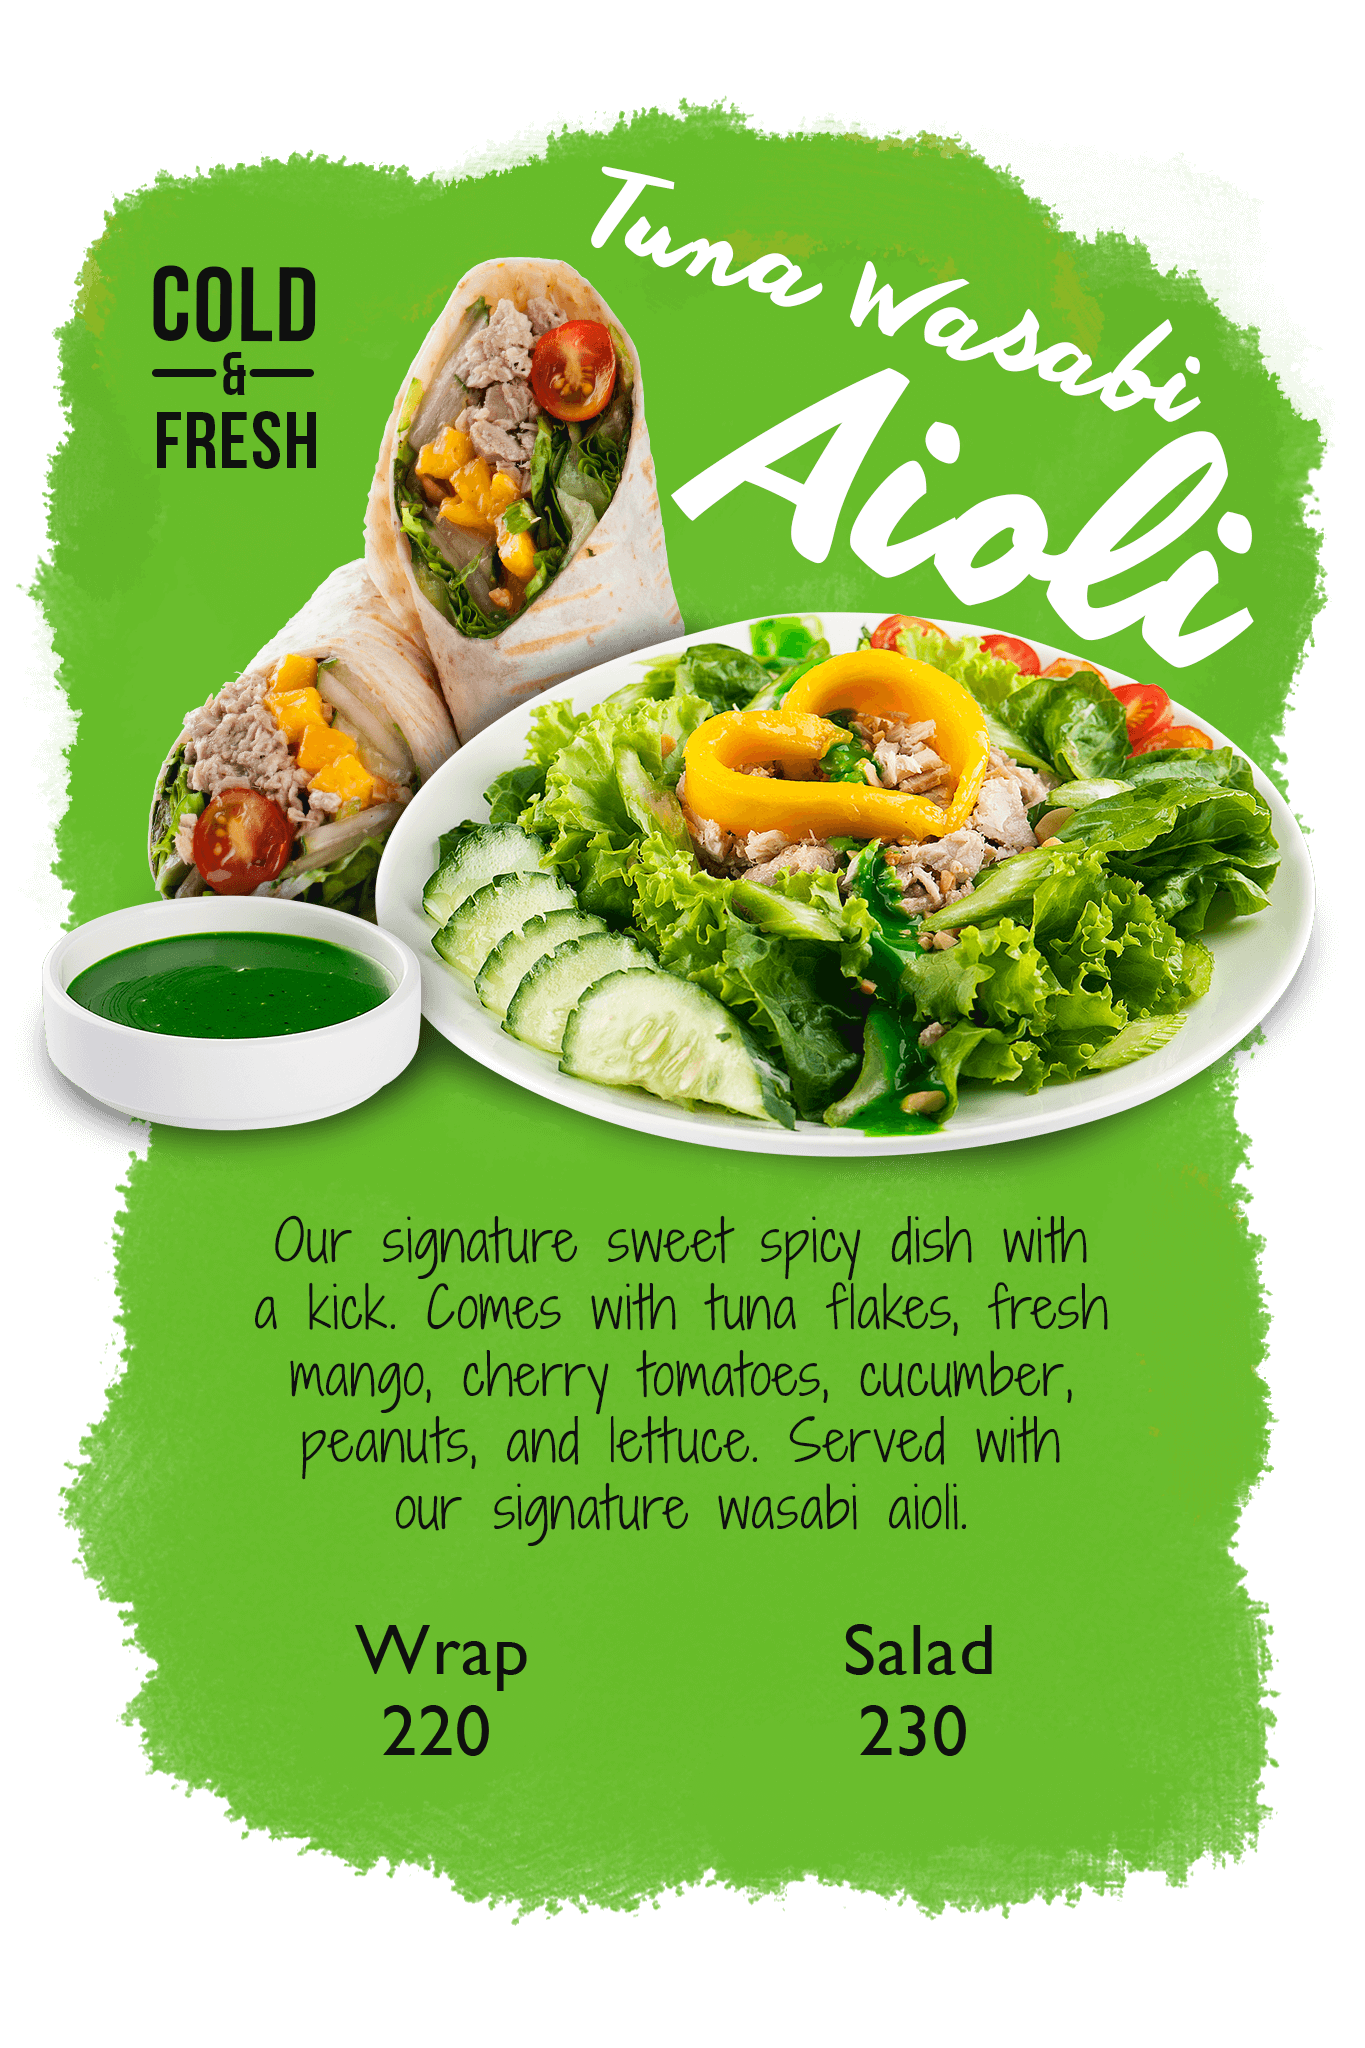 COLD
&
FRESH
Tuna Wasabi
Aioli
Our signature sweet spicy dish with
a kick. Comes with tuna flakes, fresh
mango, cherry tomatoes, cucumber,
peanuts, and lettuce. Served with
our signature wasabi aioli.
Wrap
220
Salad
230